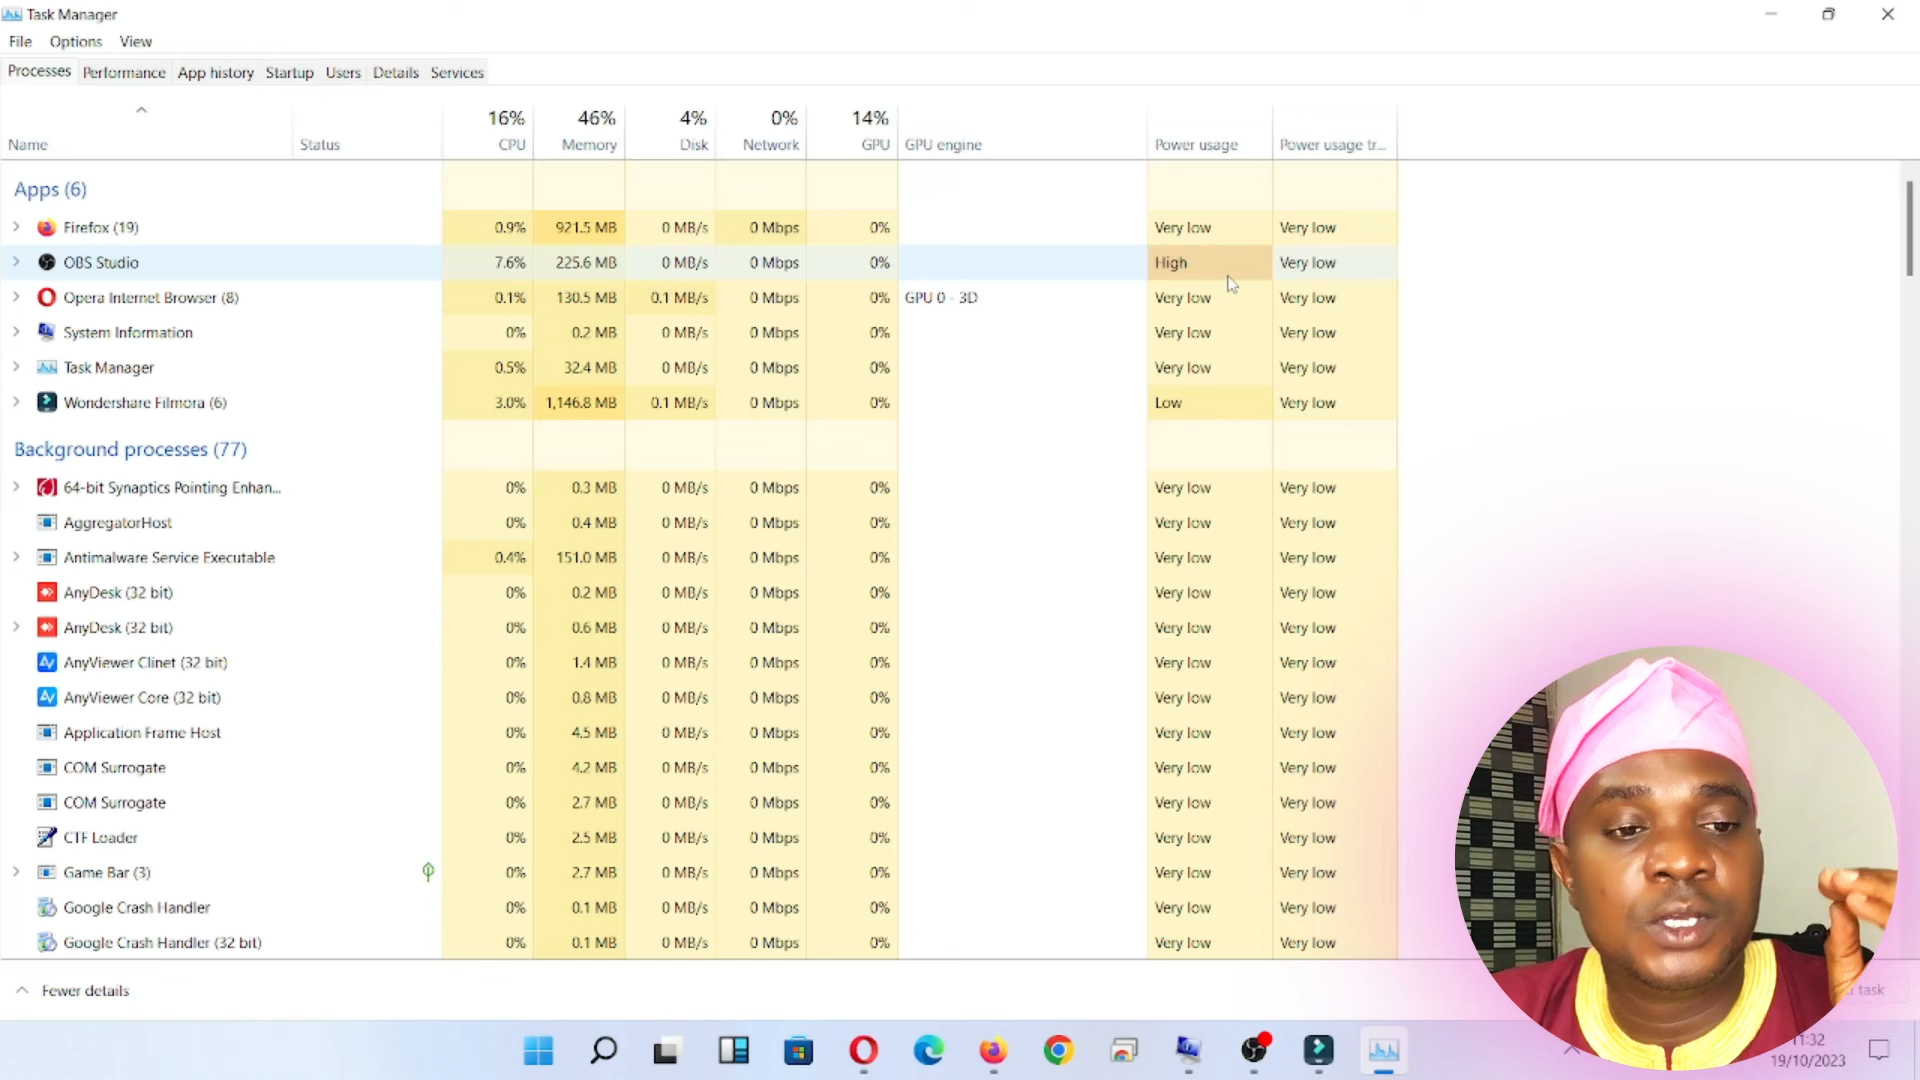 Task Manager
File Options View
Processes Performance App history Startup Users Details Services
16% 46% 4% 0% 14%
Name Status CPU Memory Disk Network GPU GPU engine Power usage Power usage tr...
Apps (6)
Firefox (19) 0.9% 921.5 MB 0 MB/s 0 Mbps 0% Very low Very low
OBS Studio 7.6% 225.6 MB 0 MB/s 0 Mbps 0% High Very low
Opera Internet Browser (8) 0.1% 130.5 MB 0.1 MB/s 0 Mbps 0% GPU 0 - 3D Very low Very low
System Information 0% 0.2 MB 0 MB/s 0 Mbps 0% Very low Very low
Task Manager 0.5% 32.4 MB 0 MB/s 0 Mbps 0% Very low Very low
Wondershare Filmora (6) 3.0% 1,146.8 MB 0.1 MB/s 0 Mbps 0% Low Very low
Background processes (77)
64-bit Synaptics Pointing Enhan... 0% 0.3 MB 0 MB/s 0 Mbps 0% Very low Very low
AggregatorHost 0% 0.4 MB 0 MB/s 0 Mbps 0% Very low Very low
Antimalware Service Executable 0.4% 151.0 MB 0 MB/s 0 Mbps 0% Very low Very low
AnyDesk (32 bit) 0% 0.2 MB 0 MB/s 0 Mbps 0% Very low Very low
AnyDesk (32 bit) 0% 0.6 MB 0 MB/s 0 Mbps 0% Very low Very low
AnyViewer Clinet (32 bit) 0% 1.4 MB 0 MB/s 0 Mbps 0% Very low Very low
AnyViewer Core (32 bit) 0% 0.8 MB 0 MB/s 0 Mbps 0% Very low Very low
Application Frame Host 0% 4.5 MB 0 MB/s 0 Mbps 0% Very low Very low
COM Surrogate 0% 4.2 MB 0 MB/s 0 Mbps 0% Very low Very low
COM Surrogate 0% 2.7 MB 0 MB/s 0 Mbps 0% Very low Very low
CTF Loader 0% 2.5 MB 0 MB/s 0 Mbps 0% Very low Very low
Game Bar (3) 0% 2.7 MB 0 MB/s 0 Mbps 0% Very low Very low
Google Crash Handler 0% 0.1 MB 0 MB/s 0 Mbps 0% Very low Very low
Google Crash Handler (32 bit) 0% 0.1 MB 0 MB/s 0 Mbps 0% Very low Very low
Fewer details task
11:32
19/10/2023